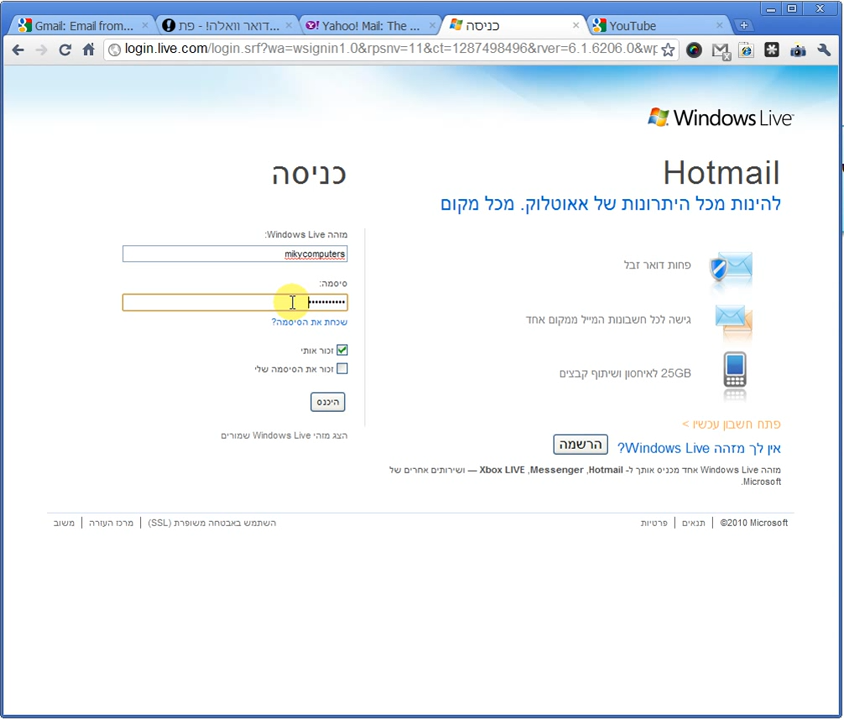 Gmail: Email from...
דואר וואלה! - פת...
Yahoo! Mail: The ...
כניסה
YouTube
login.live.com/login.srf?wa=wsignin1.0&rpsnv=11&ct=1287498496&rver=6.1.6206.0&wp
Windows Live
Hotmail
להינות מכל היתרונות של אאוטלוק. מכל מקום
פחות דואר זבל
גישה לכל חשבונות המייל ממקום אחד
25GB לאיחסון ושיתוף קבצים
פתח חשבון עכשיו >
אין לך מזהה Windows Live?
הרשמה
מזהה Windows Live אחד מכניס אותך ל- Xbox LIVE ,Messenger ,Hotmail — ושירותים אחרים של
Microsoft.
כניסה
מזהה Windows Live:
mikycomputers
סיסמה:
•••••••••••
שכחת את הסיסמה?
זכור אותי
זכור את הסיסמה שלי
היכנס
הצג מזהי Windows Live שמורים
©2010 Microsoft | תנאים | פרטיות
השתמש באבטחה משופרת (SSL) | מרכז העזרה | משוב